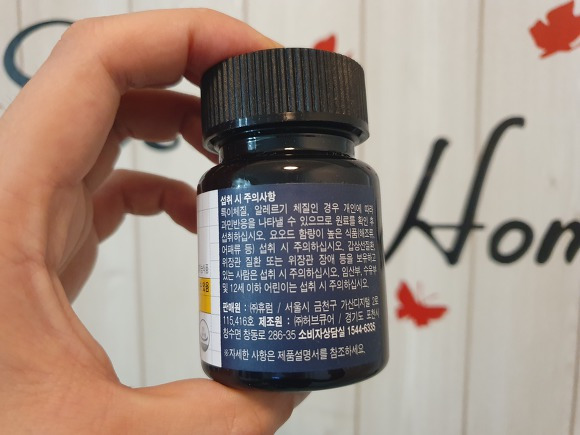 섭취 시 주의사항
특이체질, 알레르기 체질인 경우 개인에 따라
과민반응을 나타낼 수 있으므로 원료를 확인 후
섭취하십시오. 요오드 함량이 높은 식품(해조류,
어패류 등) 섭취 시 주의하십시오. 갑상선질환,
위장관 질환 또는 위장관 장애 등을 보유하고
있는 사람은 섭취 시 주의하십시오. 임산부, 수유부
및 12세 이하 어린이는 섭취 시 주의하십시오
판매원 : ㈜휴럼 / 서울시 금천구 가산디지털 2로
115,416호 제조원 : ㈜허브큐어 / 경기도 포천시
창수면 창동로 286-35 소비자상담실 1544-6335
※자세한 사항은 제품설명서를 참조하세요.
Hom